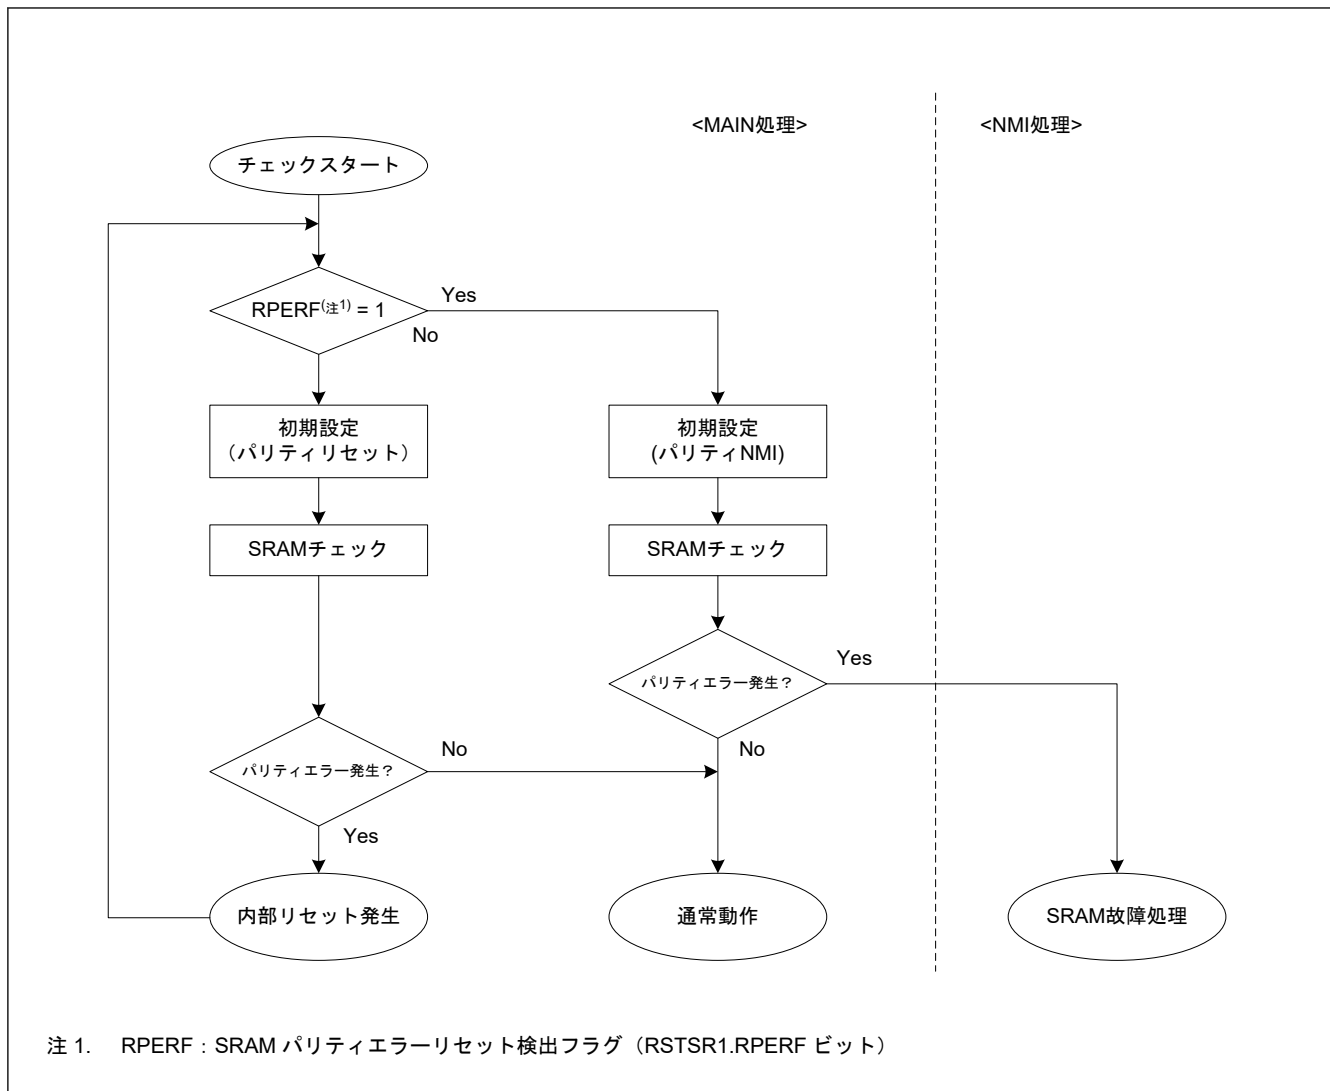 <MAIN処理>
<NMI処理>
チェックスタート
RPERF(注1) = 1
Yes
No
初期設定
（パリティリセット）
初期設定
(パリティNMI)
SRAMチェック
SRAMチェック
パリティエラー発生？
Yes
No
パリティエラー発生？
No
Yes
内部リセット発生
通常動作
SRAM故障処理
注 1. RPERF：SRAM パリティエラーリセット検出フラグ（RSTSR1.RPERF ビット）